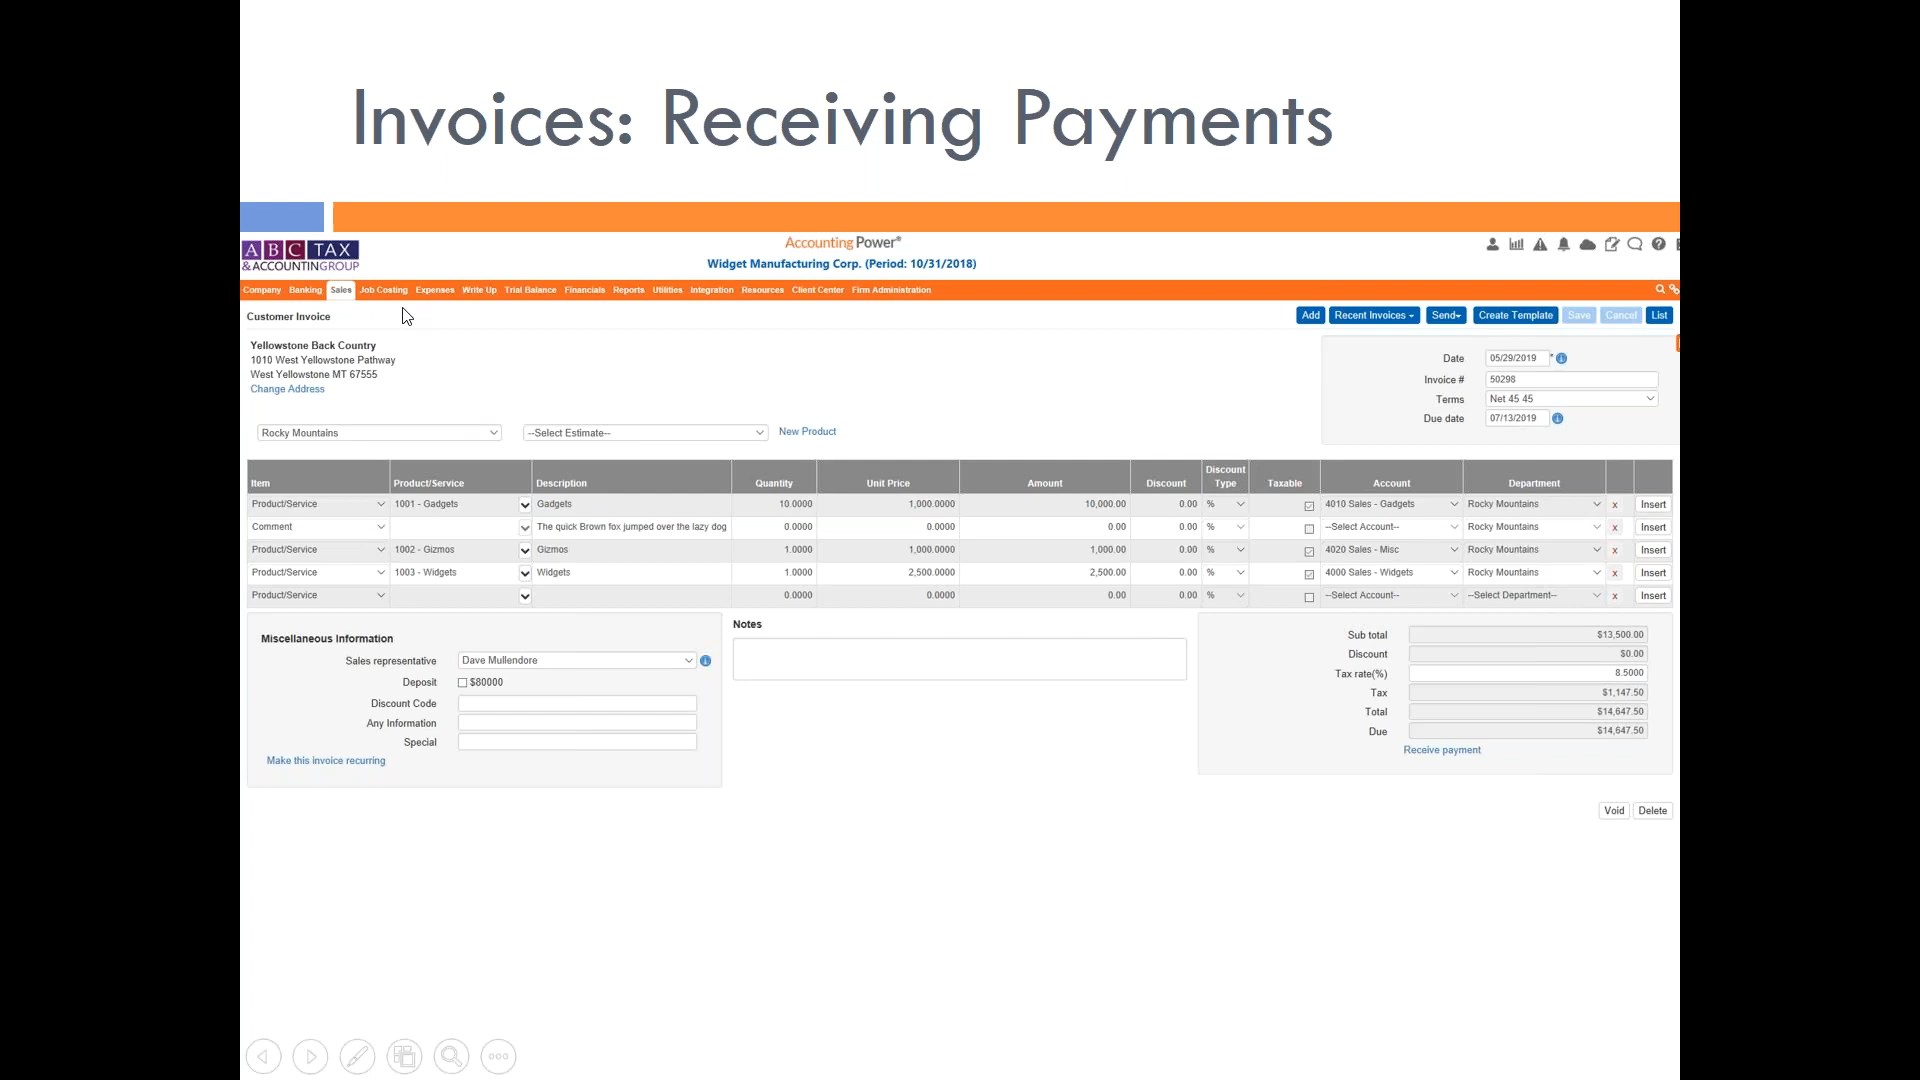 Invoices: Receiving Payments
ABC TAX
& ACCOUNTINGROUP
Accounting Power®
Widget Manufacturing Corp. (Period: 10/31/2018)
Company Banking Sales Job Costing Expenses Write Up Trial Balance Financials Reports Utilities Integration Resources Client Center Firm Administration
Customer Invoice
Add Recent Invoices Send Create Template Save Cancel List
Yellowstone Back Country
1010 West Yellowstone Pathway
West Yellowstone MT 67555
Change Address
Date 05/29/2019 *
Invoice # 50298
Terms Net 45 45
Due date 07/13/2019
Rocky Mountains --Select Estimate-- New Product
Item Product/Service Description Quantity Unit Price Amount Discount Discount Type Taxable Account Department
Product/Service 1001 - Gadgets Gadgets 10.0000 1,000.0000 10,000.00 0.00 % 4010 Sales - Gadgets Rocky Mountains x Insert
Comment The quick Brown fox jumped over the lazy dog 0.0000 0.0000 0.00 0.00 % --Select Account-- Rocky Mountains x Insert
Product/Service 1002 - Gizmos Gizmos 1.0000 1,000.0000 1,000.00 0.00 % 4020 Sales - Misc Rocky Mountains x Insert
Product/Service 1003 - Widgets Widgets 1.0000 2,500.0000 2,500.00 0.00 % 4000 Sales - Widgets Rocky Mountains x Insert
Product/Service 0.0000 0.0000 0.00 0.00 % --Select Account-- --Select Department-- x Insert
Miscellaneous Information
Sales representative Dave Mullendore
Deposit $80000
Discount Code
Any Information
Special
Make this invoice recurring
Notes
Sub total $13,500.00
Discount $0.00
Tax rate(%) 8.5000
Tax $1,147.50
Total $14,647.50
Due $14,647.50
Receive payment
Void Delete